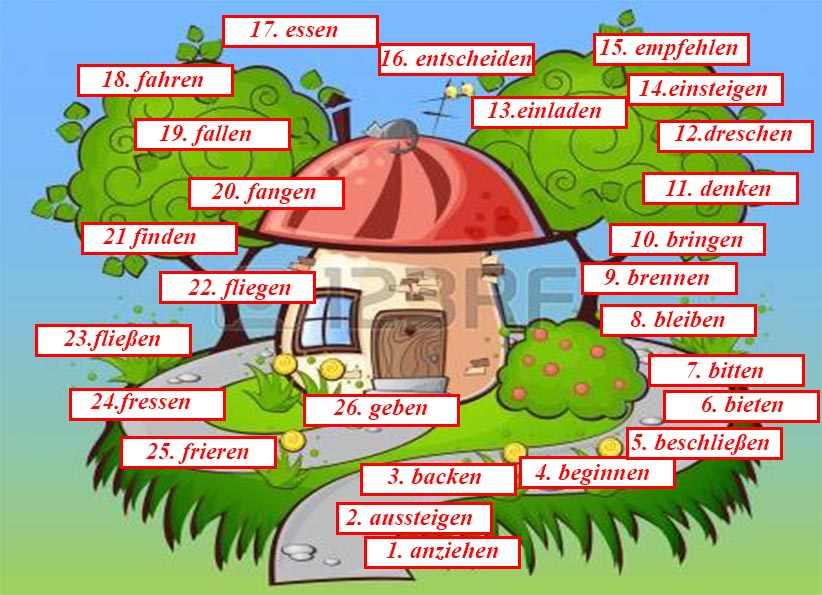 17. essen
16. entscheiden
15. empfehlen
18. fahren
14.einsteigen
13.einladen
19. fallen
12.dreschen
20. fangen
11. denken
21 finden
10. bringen
22. fliegen
9. brennen
8. bleiben
23.fließen
7. bitten
24.fressen
26. geben
6. bieten
25. frieren
5. beschließen
3. backen
4. beginnen
2. aussteigen
1. anziehen
123RF